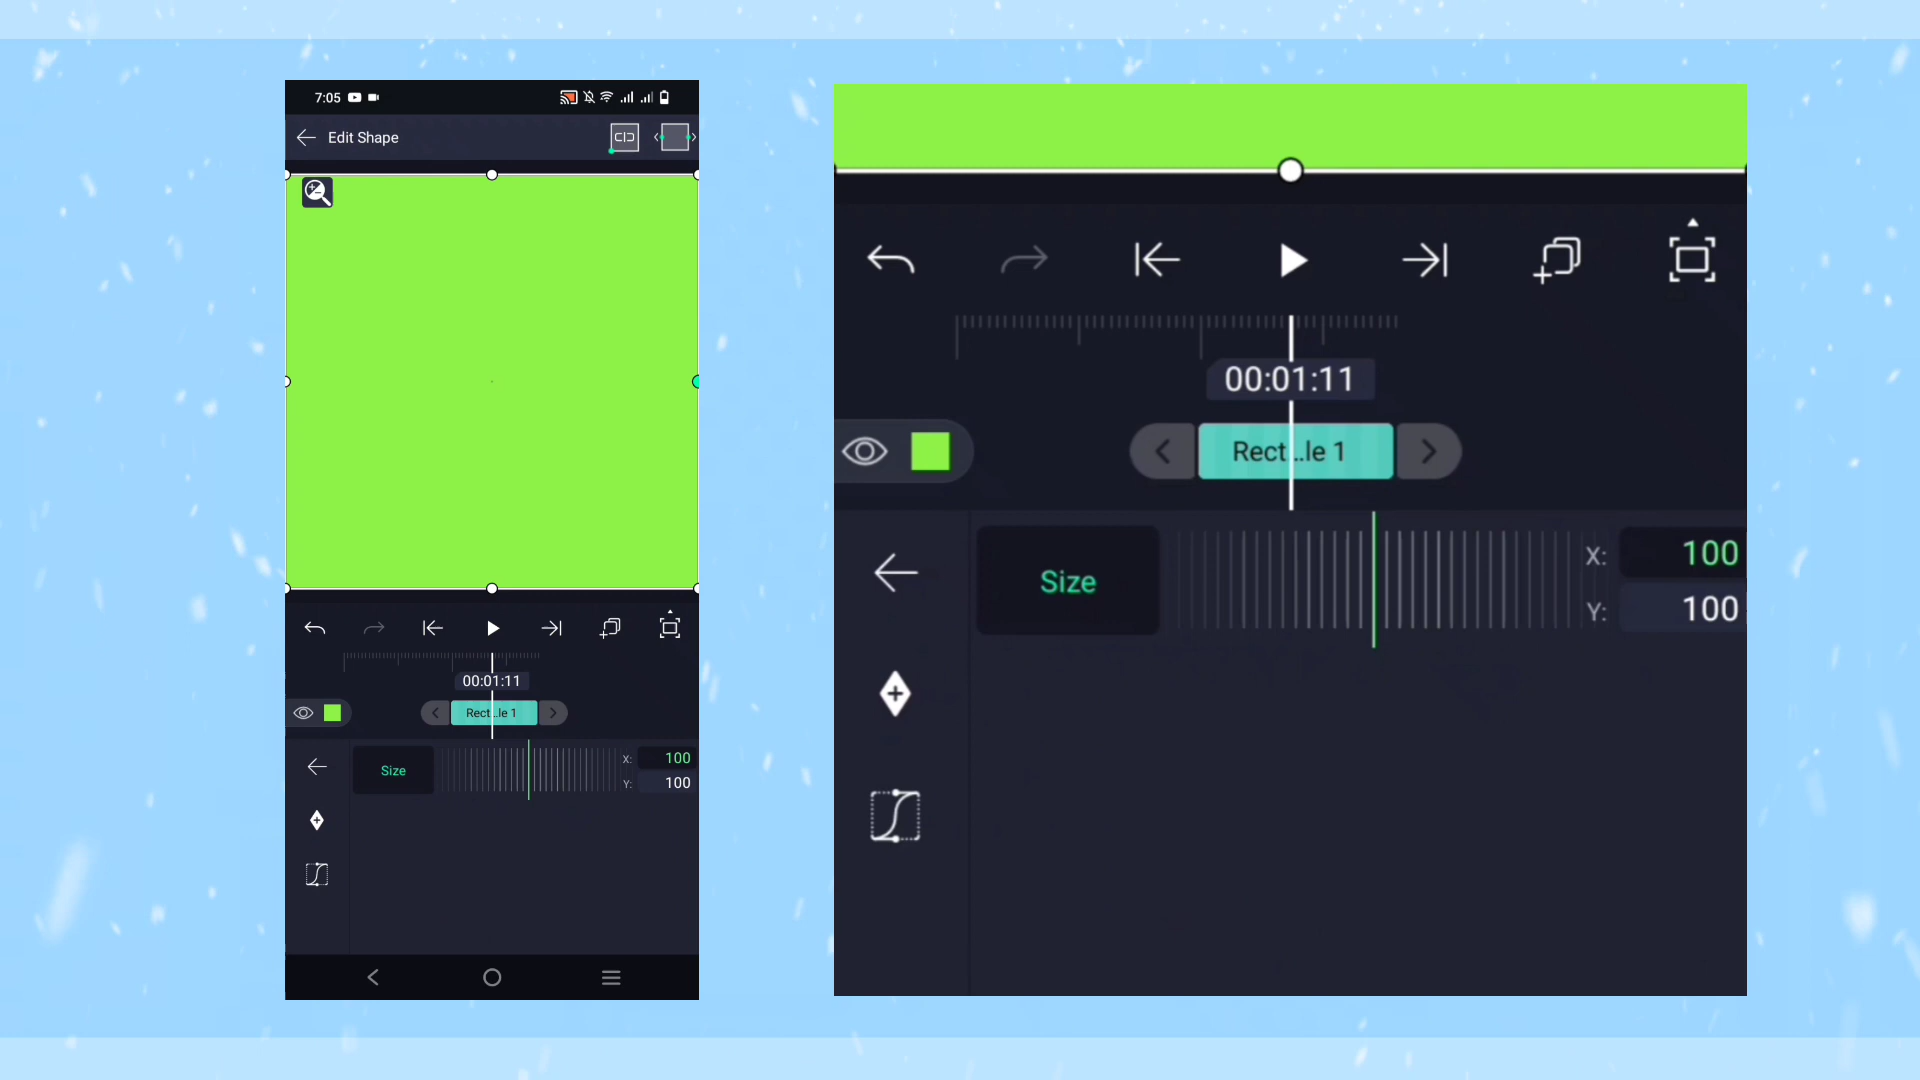 7:05
Edit Shape
00:01:11
Rect...le 1
Size
X: 100
Y: 100
00:01:11
Rect...le 1
Size
X: 100
Y: 100